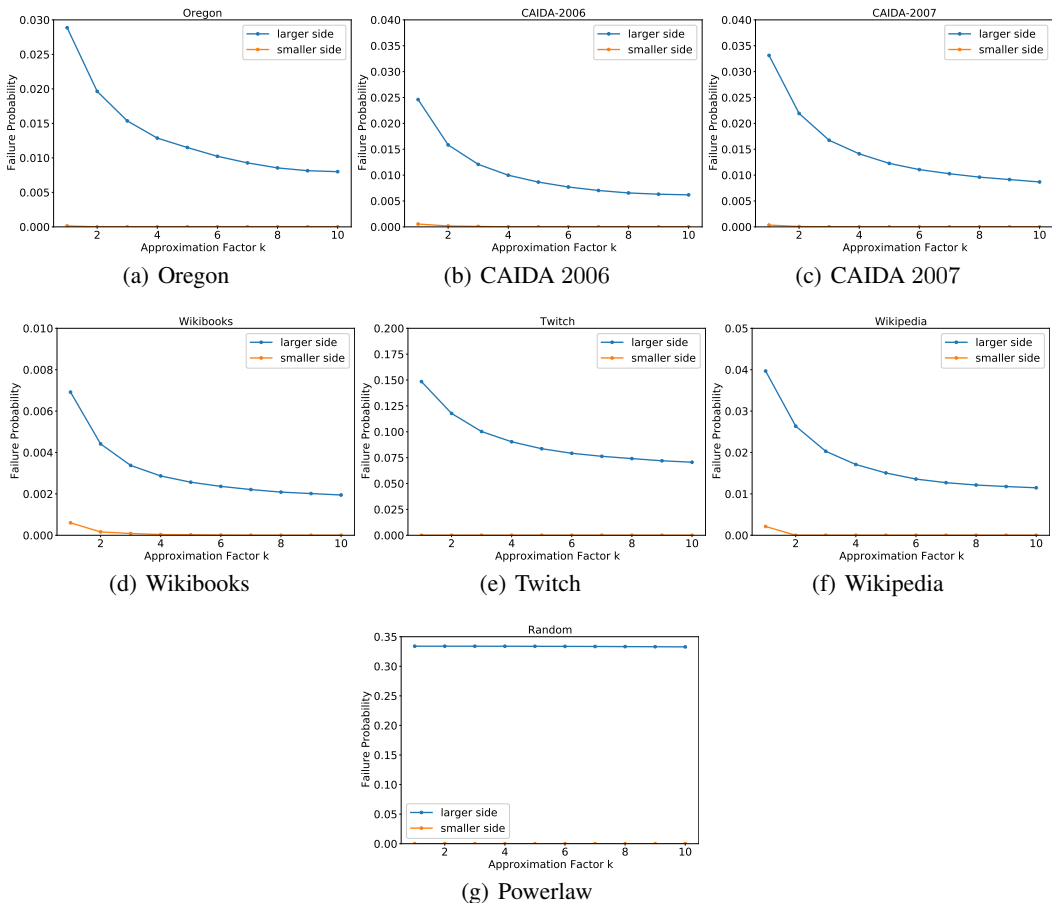 Oregon
0.030
0.025
0.020
0.015
0.010
0.005
0.000
Failure Probability
larger side
smaller side
2 4 6 8 10
Approximation Factor k
(a) Oregon
CAIDA-2006
0.040
0.035
0.030
0.025
0.020
0.015
0.010
0.005
0.000
Failure Probability
larger side
smaller side
2 4 6 8 10
Approximation Factor k
(b) CAIDA 2006
CAIDA-2007
0.040
0.035
0.030
0.025
0.020
0.015
0.010
0.005
0.000
Failure Probability
larger side
smaller side
2 4 6 8 10
Approximation Factor k
(c) CAIDA 2007
Wikibooks
0.010
0.008
0.006
0.004
0.002
0.000
Failure Probability
larger side
smaller side
2 4 6 8 10
Approximation Factor k
(d) Wikibooks
Twitch
0.200
0.175
0.150
0.125
0.100
0.075
0.050
0.025
0.000
Failure Probability
larger side
smaller side
2 4 6 8 10
Approximation Factor k
(e) Twitch
Wikipedia
0.05
0.04
0.03
0.02
0.01
0.00
Failure Probability
larger side
smaller side
2 4 6 8 10
Approximation Factor k
(f) Wikipedia
Random
0.35
0.30
0.25
0.20
0.15
0.10
0.05
0.00
Failure Probability
larger side
smaller side
2 4 6 8 10
Approximation Factor k
(g) Powerlaw